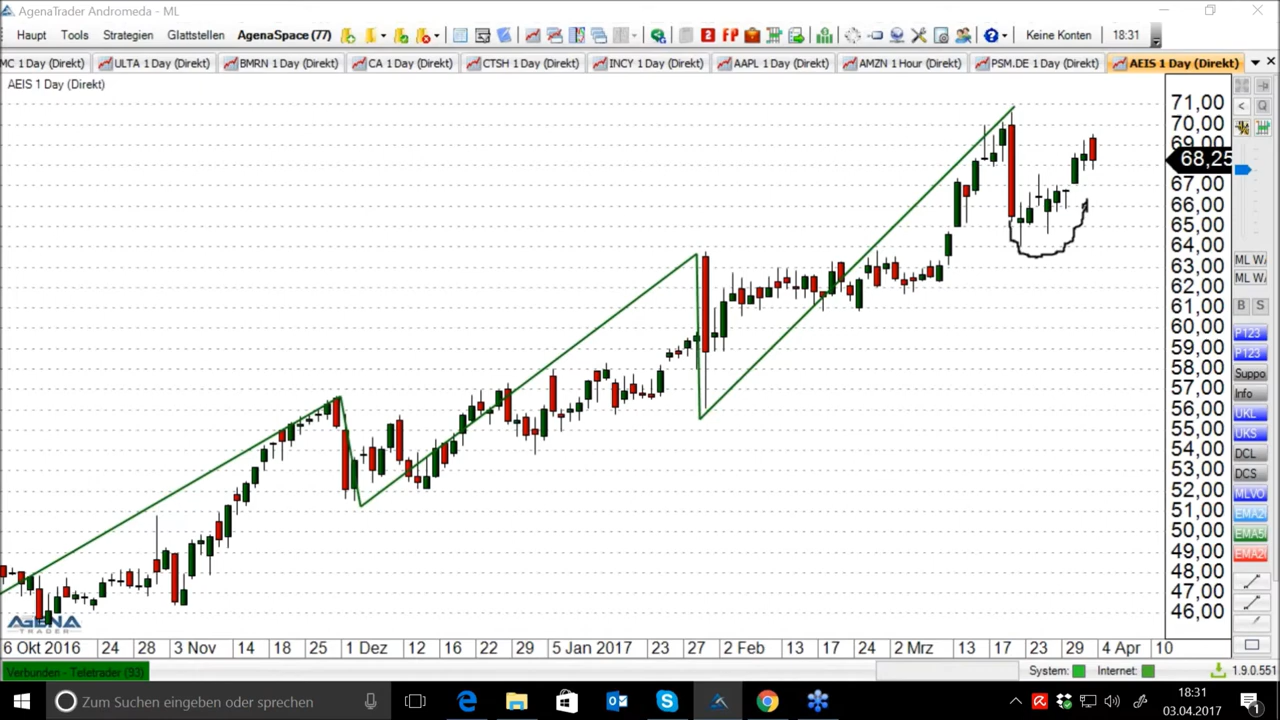 AgenaTrader Andromeda - ML
Haupt Tools Strategien Glattstellen AgenaSpace (77) Keine Konten 18:31
MC 1 Day (Direkt) ULTA 1 Day (Direkt) BMRN 1 Day (Direkt) CA 1 Day (Direkt) CTSH 1 Day (Direkt) INCY 1 Day (Direkt) AAPL 1 Day (Direkt) AMZN 1 Hour (Direkt) PSM.DE 1 Day (Direkt) AEIS 1 Day (Direkt)
AEIS 1 Day (Direkt)
71,00
70,00
69,00
68,25
67,00
66,00
65,00
64,00
63,00
62,00
61,00
60,00
59,00
58,00
57,00
56,00
55,00
54,00
53,00
52,00
51,00
50,00
49,00
48,00
47,00
46,00
ML WA
ML WA
B S
P123
P123
Suppo
Info
UKL
UKS
DCL
DCS
MLVO
EMA20
EMA50
EMA20
AGENA
TRADER
6 Okt 2016 24 28 3 Nov 14 18 25 1 Dez 12 16 22 29 5 Jan 2017 23 27 2 Feb 13 17 24 2 Mrz 13 17 23 29 4 Apr 10
Verbunden - Teletrader (93) System: Internet: 1.9.0.551
Zum Suchen eingeben oder sprechen
18:31
03.04.2017